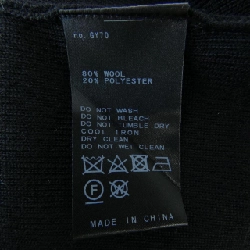 80% WOOL
20% POLYESTER
DO NOT WASH
DO NOT BLEACH
DO NOT TUMBLE DRY
COOL IRON
DRY CLEAN
DO NOT WET CLEAN
F
MADE IN CHINA